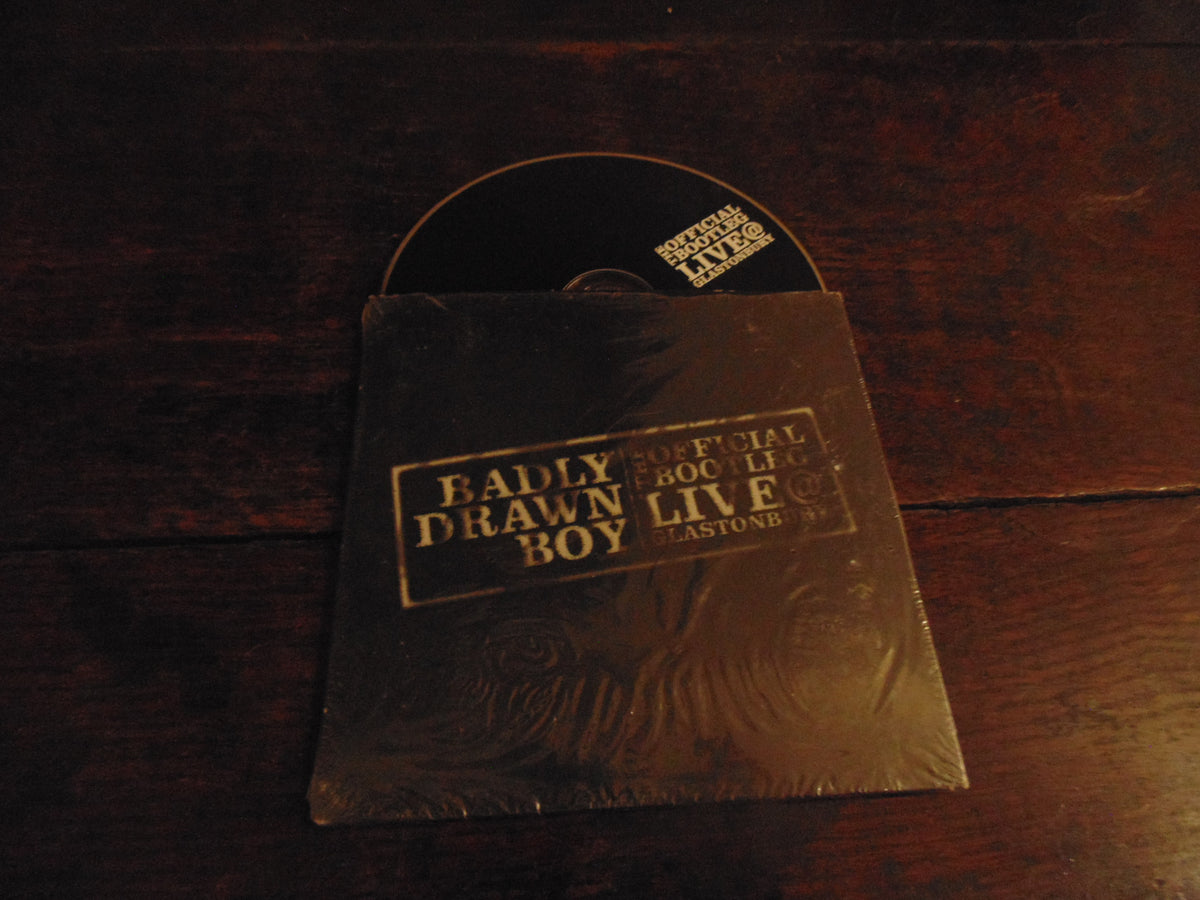 THE OFFICIAL
BOOTLEG
LIVE@
GLASTONBURY
BADLY
DRAWN
BOY
THE OFFICIAL
BOOTLEG
LIVE@
GLASTONBURY